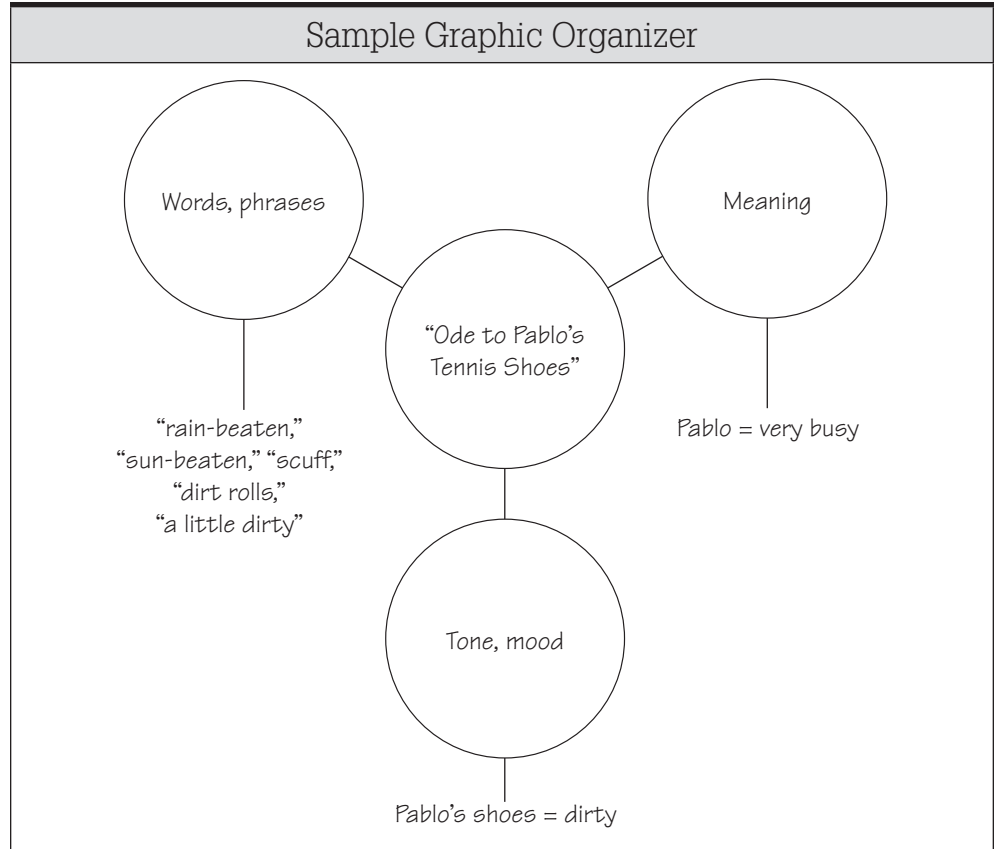 Sample Graphic Organizer
Words, phrases
Meaning
“Ode to Pablo’s
Tennis Shoes”
“rain-beaten,”
“sun-beaten,” “scuff,”
“dirt rolls,”
“a little dirty”
Pablo = very busy
Tone, mood
Pablo’s shoes = dirty